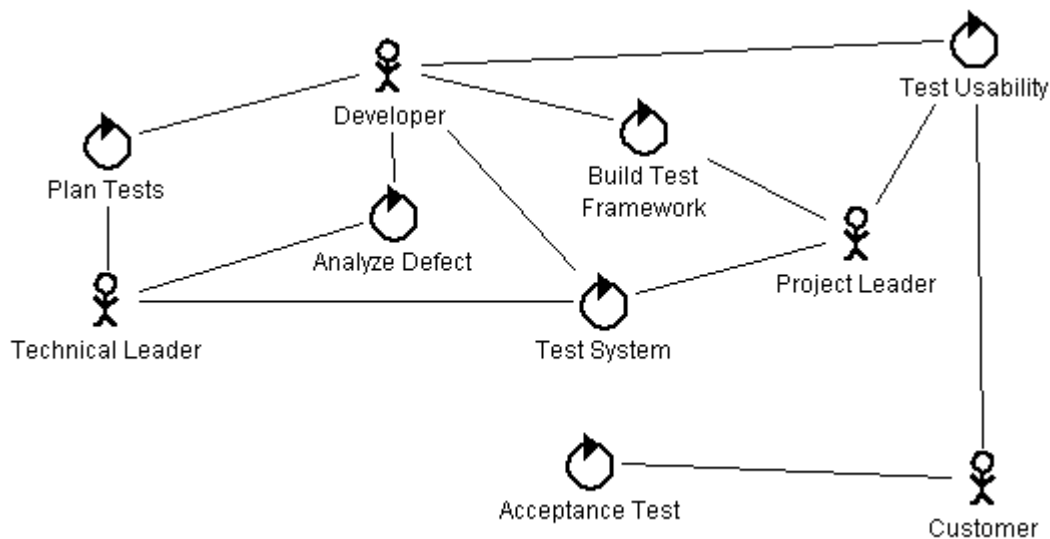 Test Usability
Developer
Plan Tests
Build Test
Framework
Analyze Defect
Project Leader
Technical Leader
Test System
Acceptance Test
Customer